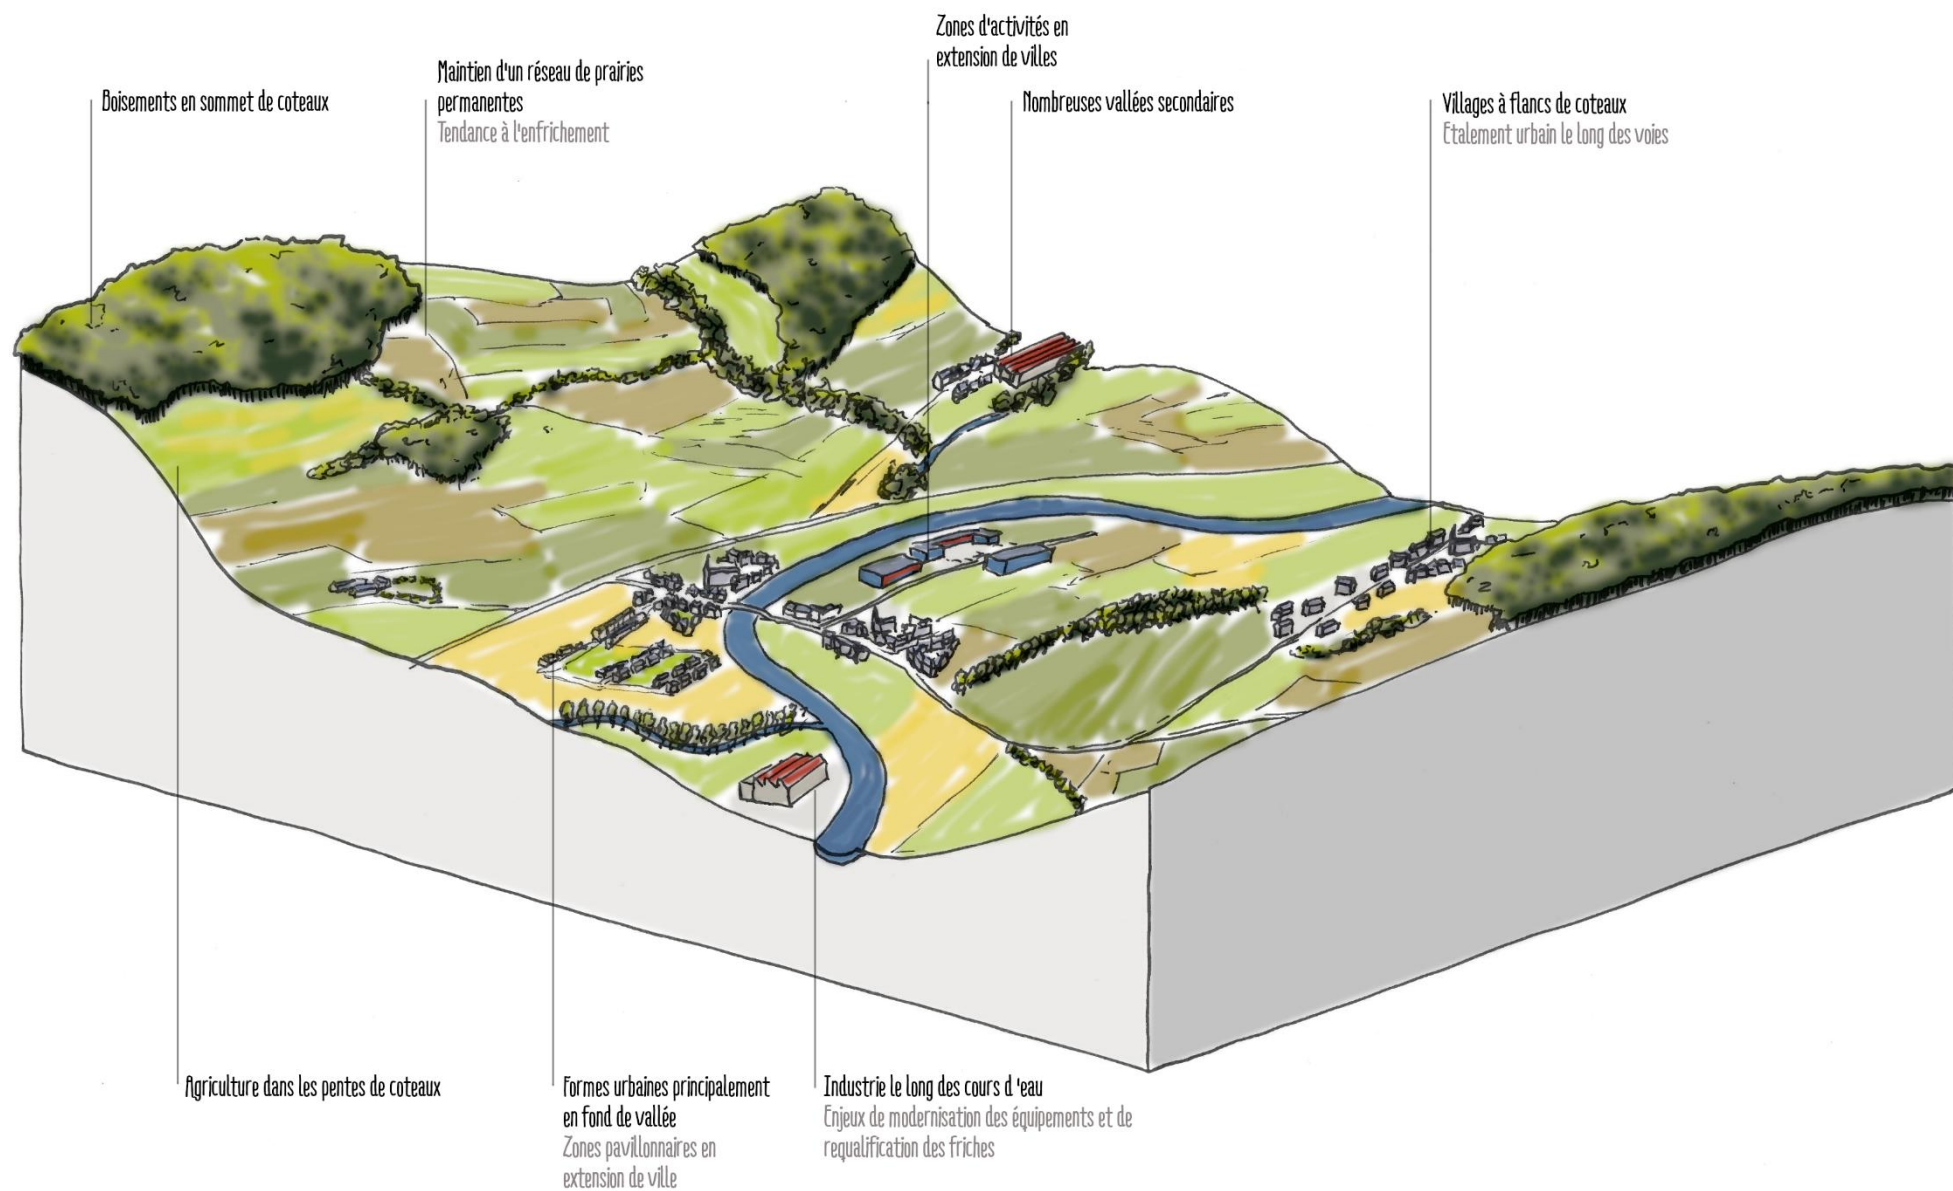 Zones d'activités en
extension de villes
Maintien d'un réseau de prairies
permanentes
Tendance à l'enfrichement
Boisements en sommet de coteaux
Nombreuses vallées secondaires
Villages à flancs de coteaux
Etalement urbain le long des voies
Agriculture dans les pentes de coteaux
Formes urbaines principalement
en fond de vallée
Zones pavillonnaires en
extension de ville
Industrie le long des cours d'eau
Enjeux de modernisation des équipements et de
requalification des friches